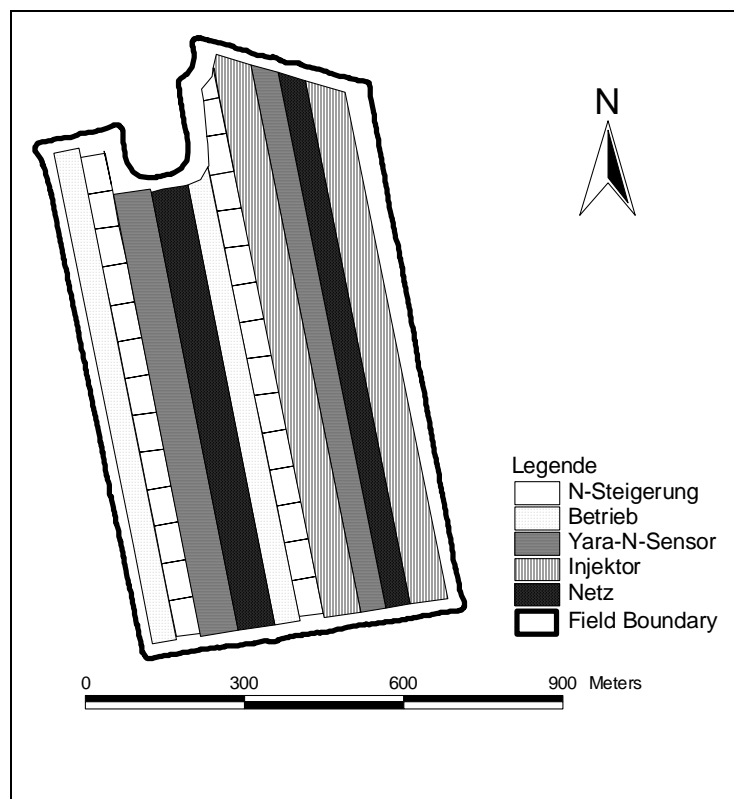 N
Legende
N-Steigerung
Betrieb
Yara-N-Sensor
Injektor
Netz
Field Boundary
0 300 600 900 Meters